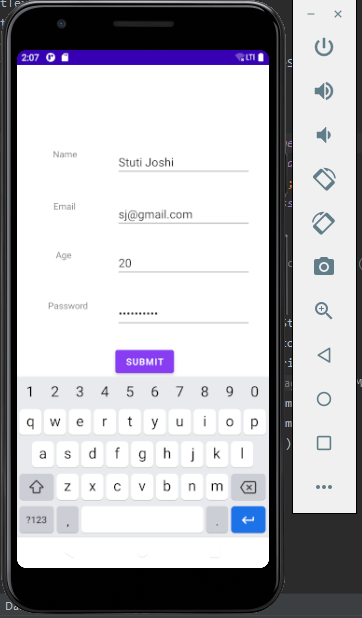 2:07 LTE
Name
Stuti Joshi
Email
sj@gmail.com
Age
20
Password
••••••••••
SUBMIT
1 2 3 4 5 6 7 8 9 0
q w e r t y u i o p
a s d f g h j k l
z x c v b n m
?123 , .